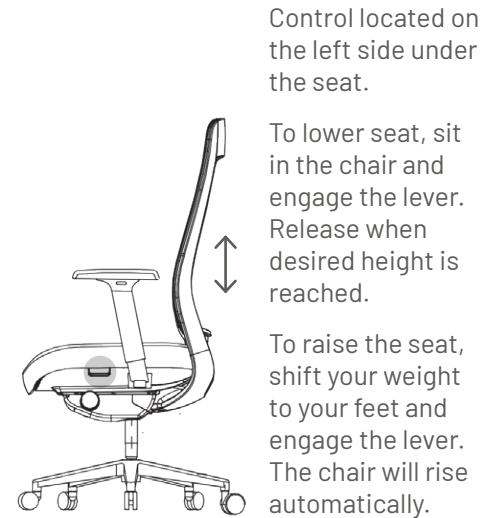 Control located on
the left side under
the seat.
To lower seat, sit
in the chair and
engage the lever.
Release when
desired height is
reached.
To raise the seat,
shift your weight
to your feet and
engage the lever.
The chair will rise
automatically.